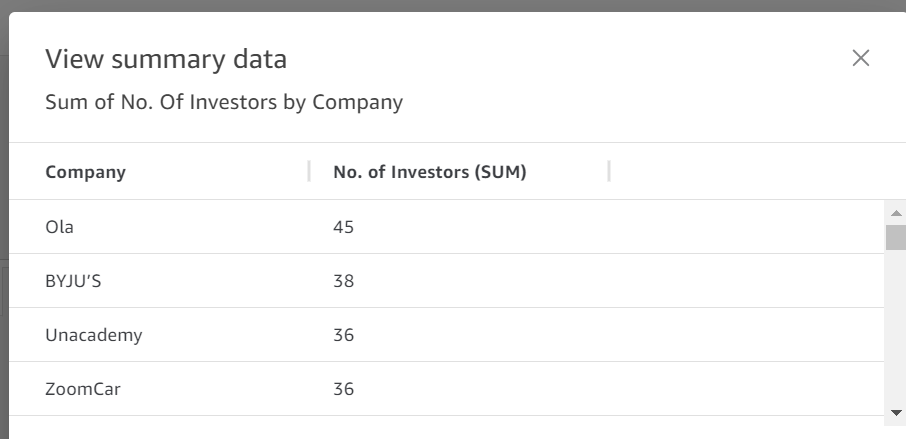 View summary data
Sum of No. Of Investors by Company
Company No. of Investors (SUM)
Ola 45
BYJU’S 38
Unacademy 36
ZoomCar 36